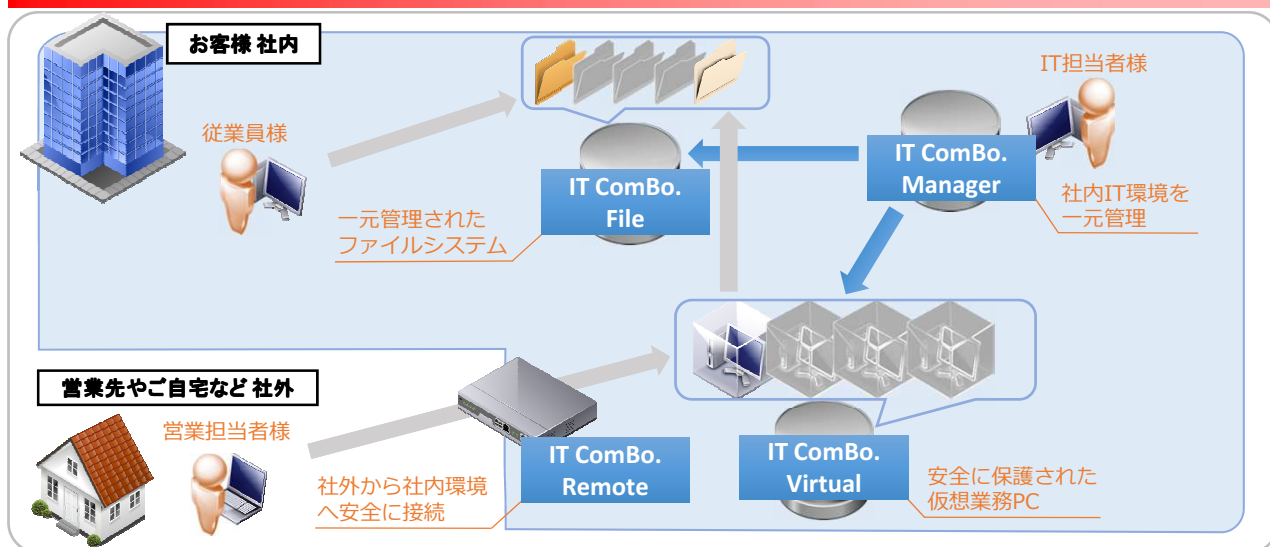 お客様 社内
IT担当者様
従業員様
IT ComBo.
Manager
IT ComBo.
File
社内IT環境を
一元管理
一元管理された
ファイルシステム
営業先やご自宅など 社外
営業担当者様
IT ComBo.
Remote
IT ComBo.
Virtual
社外から社内環境
へ安全に接続
安全に保護された
仮想業務PC